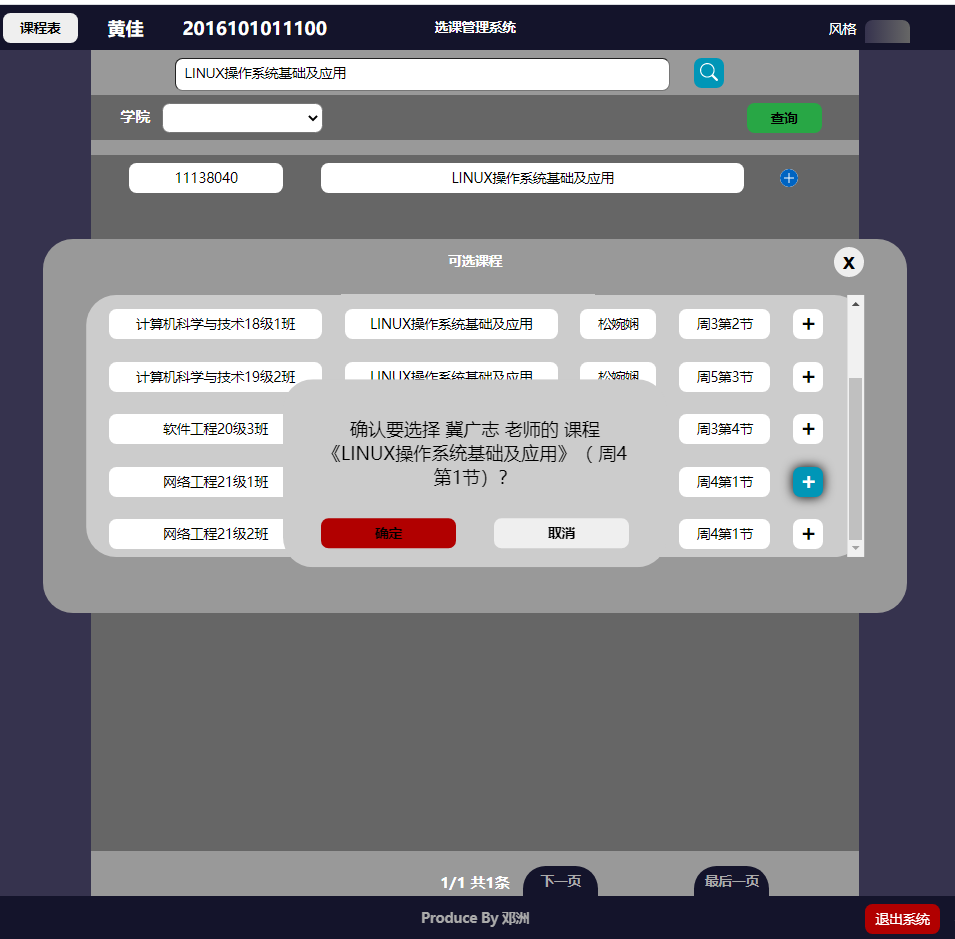 课程表 黄佳 2016101011100 选课管理系统 风格
LINUX操作系统基础及应用
学院 查询
11138040 LINUX操作系统基础及应用
可选课程 X
计算机科学与技术18级1班 LINUX操作系统基础及应用 松婉娴 周3第2节 +
计算机科学与技术19级2班 LINUX操作系统基础及应用 松婉娴 周5第3节 +
软件工程20级3班 周3第4节 +
网络工程21级1班 周4第1节 +
网络工程21级2班 周4第1节 +
确认要选择 冀广志 老师的 课程
《LINUX操作系统基础及应用》（ 周4
第1节）？
确定 取消
1/1 共1条 下一页 最后一页
Produce By 邓洲 退出系统